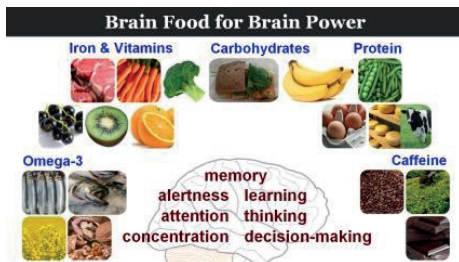 Brain Food for Brain Power
Iron & Vitamins
Carbohydrates
Protein
Omega-3
Caffeine
memory
alertness learning
attention thinking
concentration decision-making